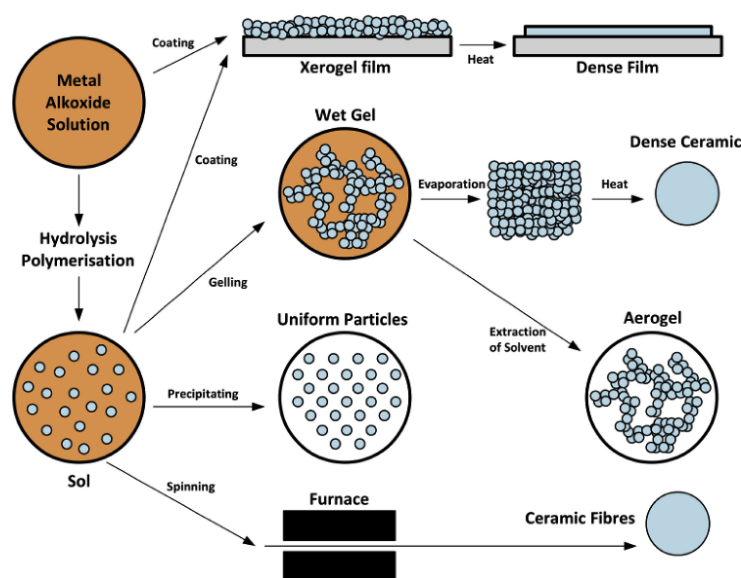 Coating
Xerogel film
Heat
Dense Film
Metal
Alkoxide
Solution
Wet Gel
Dense Ceramic
Coating
Evaporation
Heat
Hydrolysis
Polymerisation
Gelling
Uniform Particles
Extraction
of Solvent
Aerogel
Precipitating
Sol
Spinning
Furnace
Ceramic Fibres